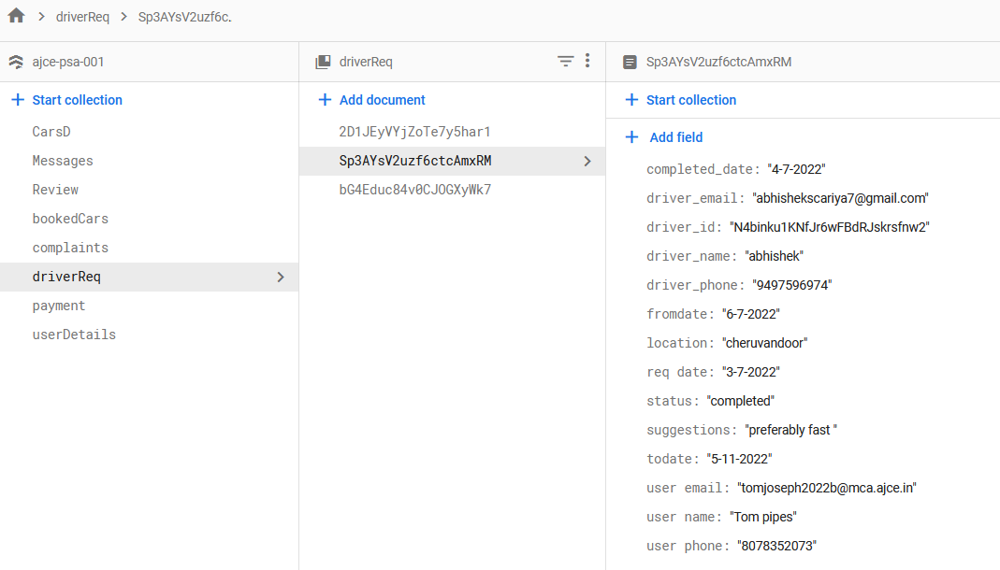 driverReq Sp3AYsV2uzf6c.
ajce-psa-001
Start collection
CarsD
Messages
Review
bookedCars
complaints
driverReq
payment
userDetails
driverReq
Add document
2D1JEyVYjZoTe7y5har1
Sp3AYsV2uzf6ctcAmxRM
bG4Educ84v0CJOGXyWk7
Sp3AYsV2uzf6ctcAmxRM
Start collection
Add field
completed_date: "4-7-2022"
driver_email: "abhishekscariya7@gmail.com"
driver_id: "N4binku1KNfJr6wFBdRJskrsfnw2"
driver_name: "abhishek"
driver_phone: "9497596974"
fromdate: "6-7-2022"
location: "cheruvandoor"
req date: "3-7-2022"
status: "completed"
suggestions: "preferably fast "
todate: "5-11-2022"
user email: "tomjoseph2022b@mca.ajce.in"
user name: "Tom pipes"
user phone: "8078352073"